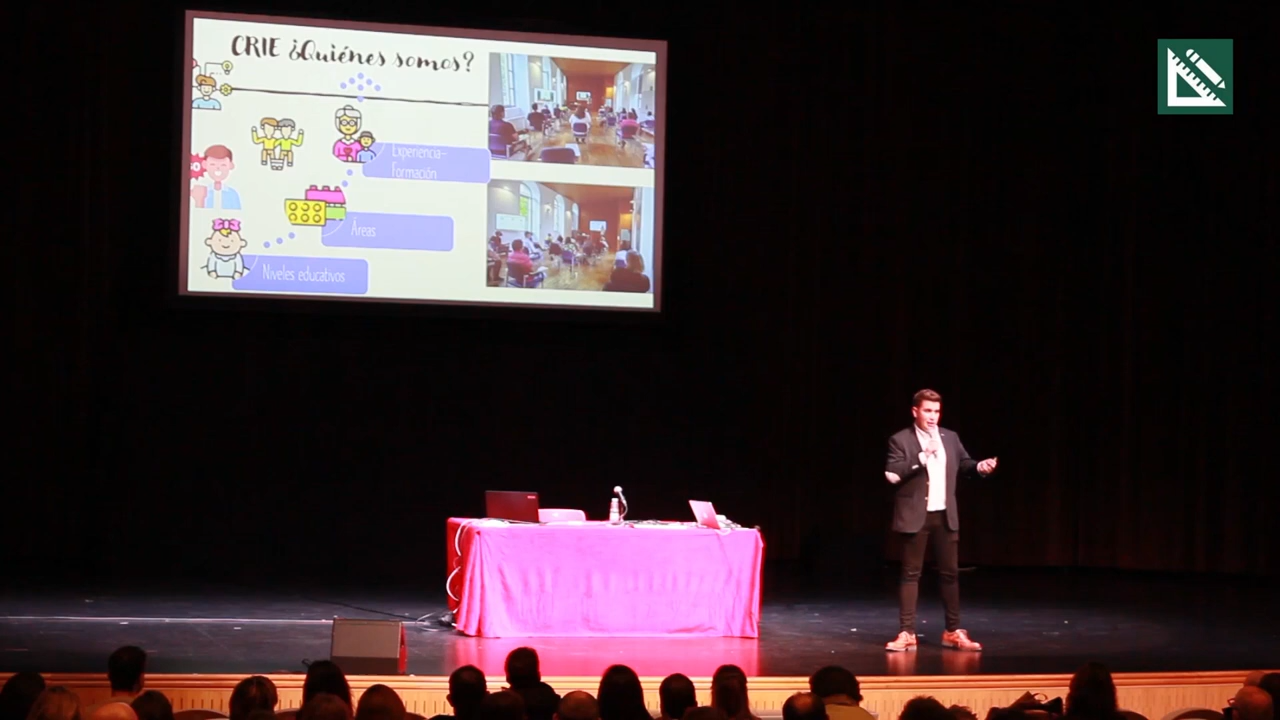 CRIE ¿Quiénes somos?
Experiencia-
Formación
Áreas
Niveles educativos